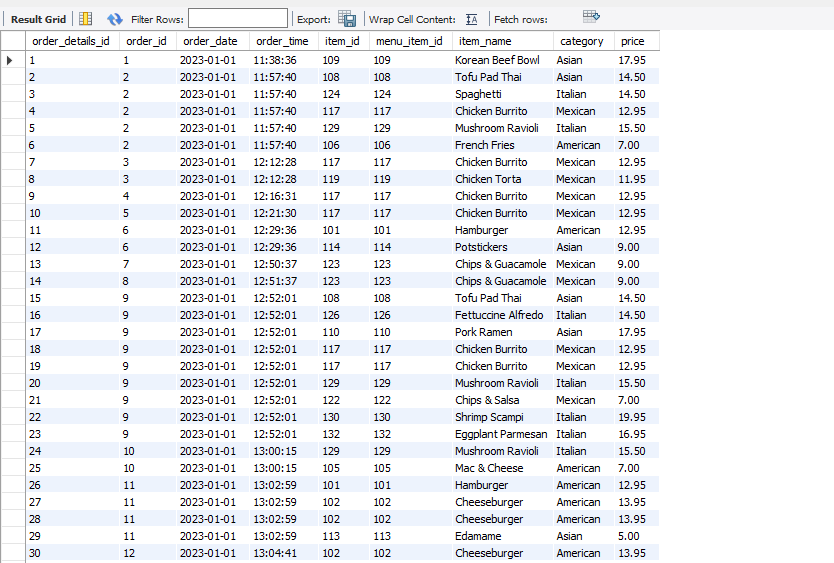 Result Grid Filter Rows: Export: Wrap Cell Content: Fetch rows:
order_details_id order_id order_date order_time item_id menu_item_id item_name category price
1 1 2023-01-01 11:38:36 109 109 Korean Beef Bowl Asian 17.95
2 2 2023-01-01 11:57:40 108 108 Tofu Pad Thai Asian 14.50
3 2 2023-01-01 11:57:40 124 124 Spaghetti Italian 14.50
4 2 2023-01-01 11:57:40 117 117 Chicken Burrito Mexican 12.95
5 2 2023-01-01 11:57:40 129 129 Mushroom Ravioli Italian 15.50
6 2 2023-01-01 11:57:40 106 106 French Fries American 7.00
7 3 2023-01-01 12:12:28 117 117 Chicken Burrito Mexican 12.95
8 3 2023-01-01 12:12:28 119 119 Chicken Torta Mexican 11.95
9 4 2023-01-01 12:16:31 117 117 Chicken Burrito Mexican 12.95
10 5 2023-01-01 12:21:30 117 117 Chicken Burrito Mexican 12.95
11 6 2023-01-01 12:29:36 101 101 Hamburger American 12.95
12 6 2023-01-01 12:29:36 114 114 Potstickers Asian 9.00
13 7 2023-01-01 12:50:37 123 123 Chips & Guacamole Mexican 9.00
14 8 2023-01-01 12:51:37 123 123 Chips & Guacamole Mexican 9.00
15 9 2023-01-01 12:52:01 108 108 Tofu Pad Thai Asian 14.50
16 9 2023-01-01 12:52:01 126 126 Fettuccine Alfredo Italian 14.50
17 9 2023-01-01 12:52:01 110 110 Pork Ramen Asian 17.95
18 9 2023-01-01 12:52:01 117 117 Chicken Burrito Mexican 12.95
19 9 2023-01-01 12:52:01 117 117 Chicken Burrito Mexican 12.95
20 9 2023-01-01 12:52:01 129 129 Mushroom Ravioli Italian 15.50
21 9 2023-01-01 12:52:01 122 122 Chips & Salsa Mexican 7.00
22 9 2023-01-01 12:52:01 130 130 Shrimp Scampi Italian 19.95
23 9 2023-01-01 12:52:01 132 132 Eggplant Parmesan Italian 16.95
24 10 2023-01-01 13:00:15 129 129 Mushroom Ravioli Italian 15.50
25 10 2023-01-01 13:00:15 105 105 Mac & Cheese American 7.00
26 11 2023-01-01 13:02:59 101 101 Hamburger American 12.95
27 11 2023-01-01 13:02:59 102 102 Cheeseburger American 13.95
28 11 2023-01-01 13:02:59 102 102 Cheeseburger American 13.95
29 11 2023-01-01 13:02:59 113 113 Edamame Asian 5.00
30 12 2023-01-01 13:04:41 102 102 Cheeseburger American 13.95